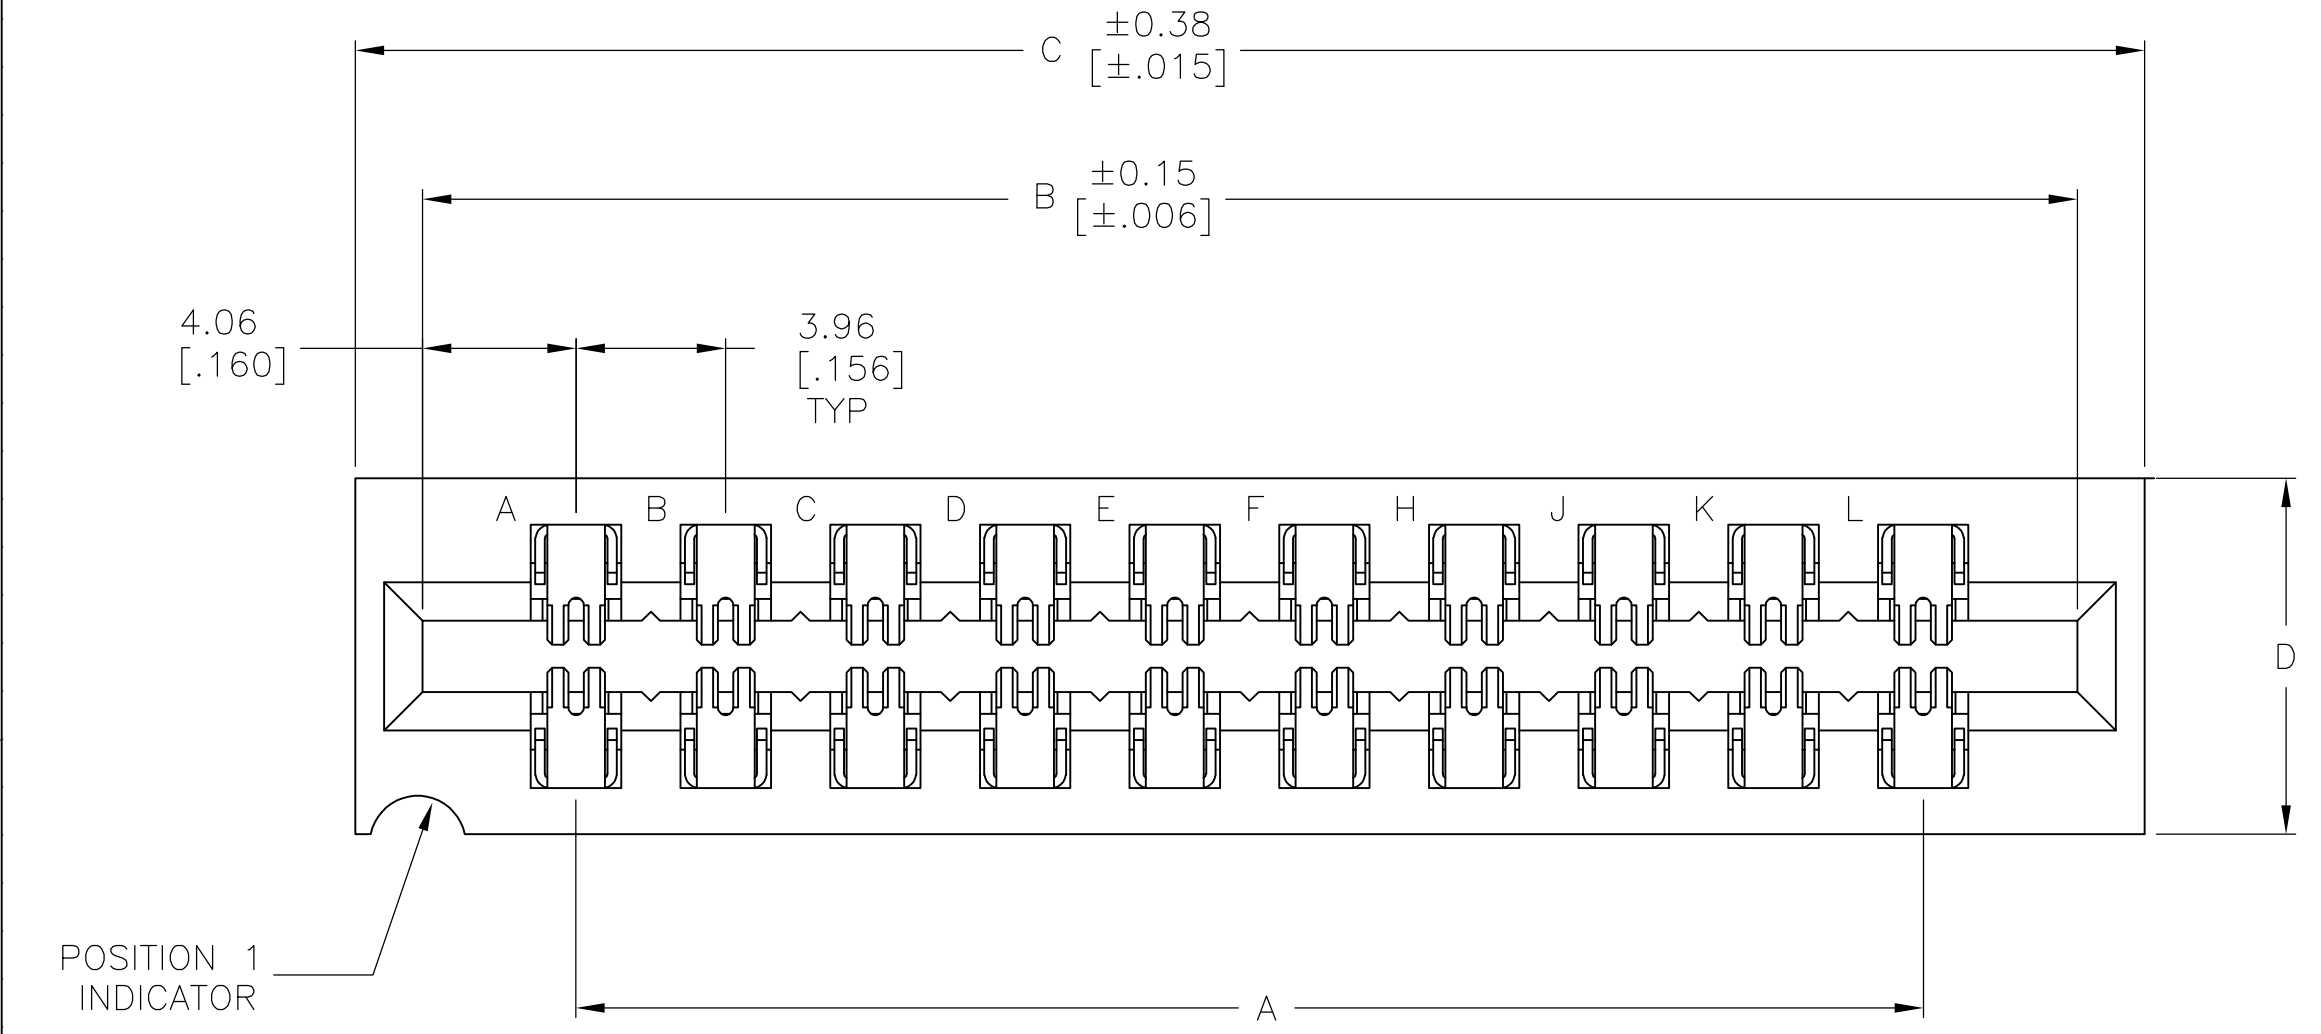 C ±0.38
[±.015]
B ±0.15
[±.006]
4.06
[.160]
3.96
[.156]
TYP
A B C D E F H J K L
D
POSITION 1
INDICATOR
A